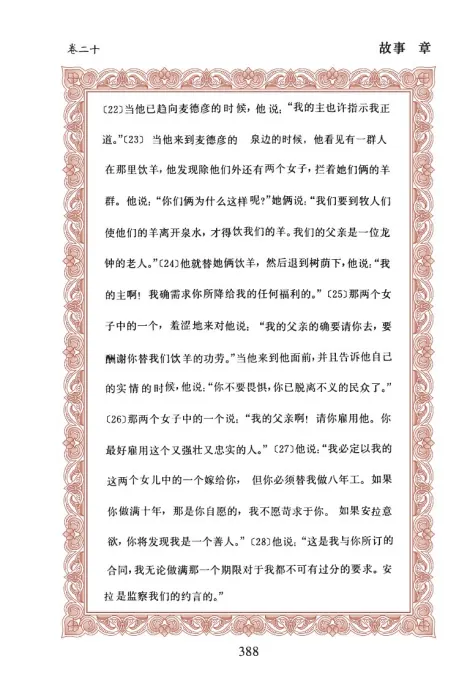 卷二十
故事 章
〔22〕当他已趋向麦德彦的时候，他说：“我的主也许指示我正
道。”〔23〕 当他来到麦德彦的 泉边的时候，他看见有一群人
在那里饮羊，他发现除他们外还有两个女子，拦着她们俩的羊
群。他说：“你们俩为什么这样呢？”她俩说：“我们要到牧人们
使他们的羊离开泉水，才得饮我们的羊。我们的父亲是一位龙
钟的老人。”〔24〕他就替她俩饮羊，然后退到树荫下，他说：“我
的主啊！我确需求你所降给我的任何福利的。”〔25〕那两个女
子中的一个，羞涩地来对他说：“我的父亲的确要请你去，要
酬谢你替我们饮羊的功劳。”当他来到他面前，并且告诉他自己
的实情的时候，他说：“你不要畏惧，你已脱离不义的民众了。”
〔26〕那两个女子中的一个说：“我的父亲啊！请你雇用他。你
最好雇用这个又强壮又忠实的人。”〔27〕他说：“我必定以我的
这两个女儿中的一个嫁给你， 但你必须替我做八年工。如果
你做满十年，那是你自愿的，我不愿苛求于你。如果安拉意
欲，你将发现我是一个善人。”〔28〕他说：“这是我与你所订的
合同，我无论做满那一个期限对于我都不可有过分的要求。安
拉是监察我们的约言的。”
388